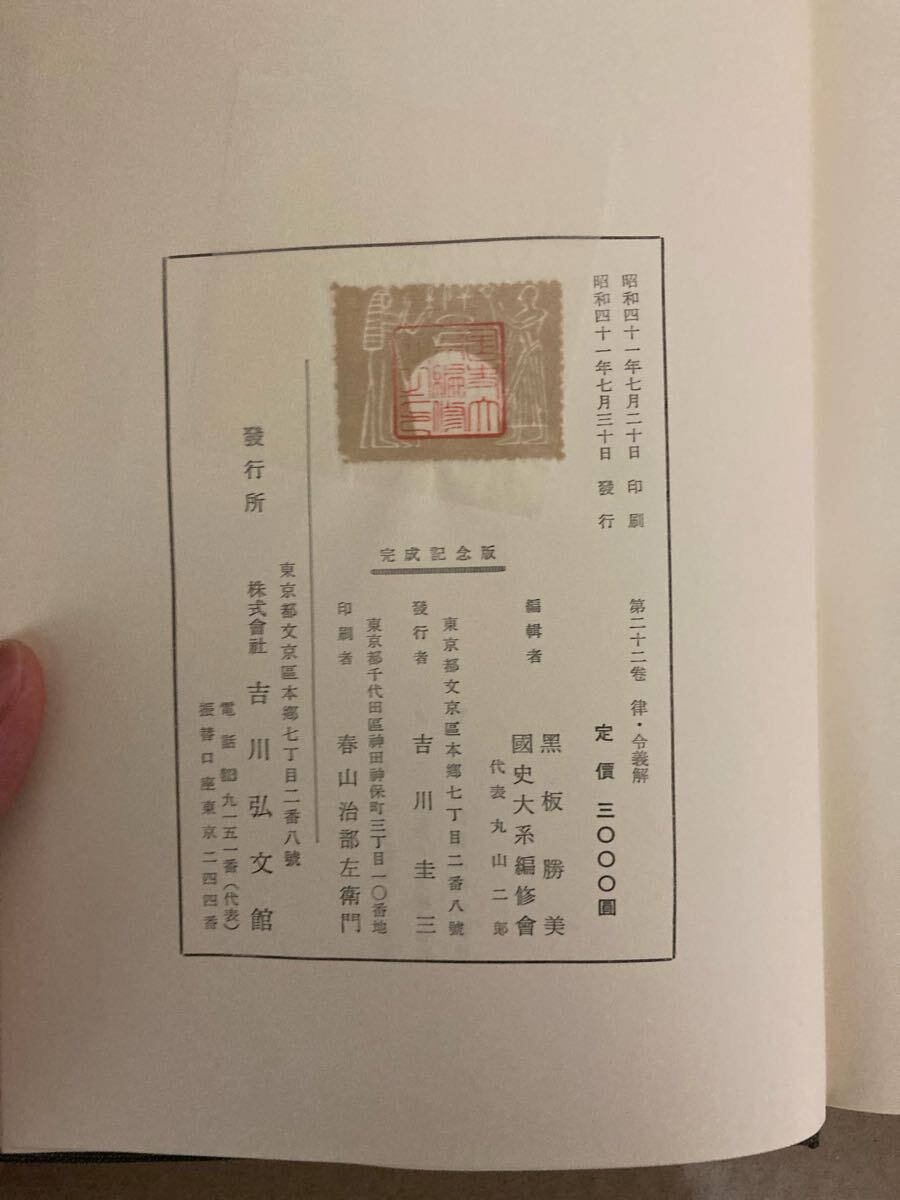 昭和四十一年七月二十日 印刷
昭和四十一年七月三十日 發行
第二十二卷 律・令義解
定價 三〇〇〇圓
完成記念版
編輯者
黑板勝美
國史大系編修會
代表 丸山二郎
東京都文京區本鄕七丁目二番八號
發行者 吉川圭三
東京都千代田區神田神保町三丁目一〇番地
印刷者 春山治部左衞門
東京都文京區本鄕七丁目二番八號
發行所 株式會社 吉川弘文館
電話 九一五一番(代表)
振替口座東京二四四番